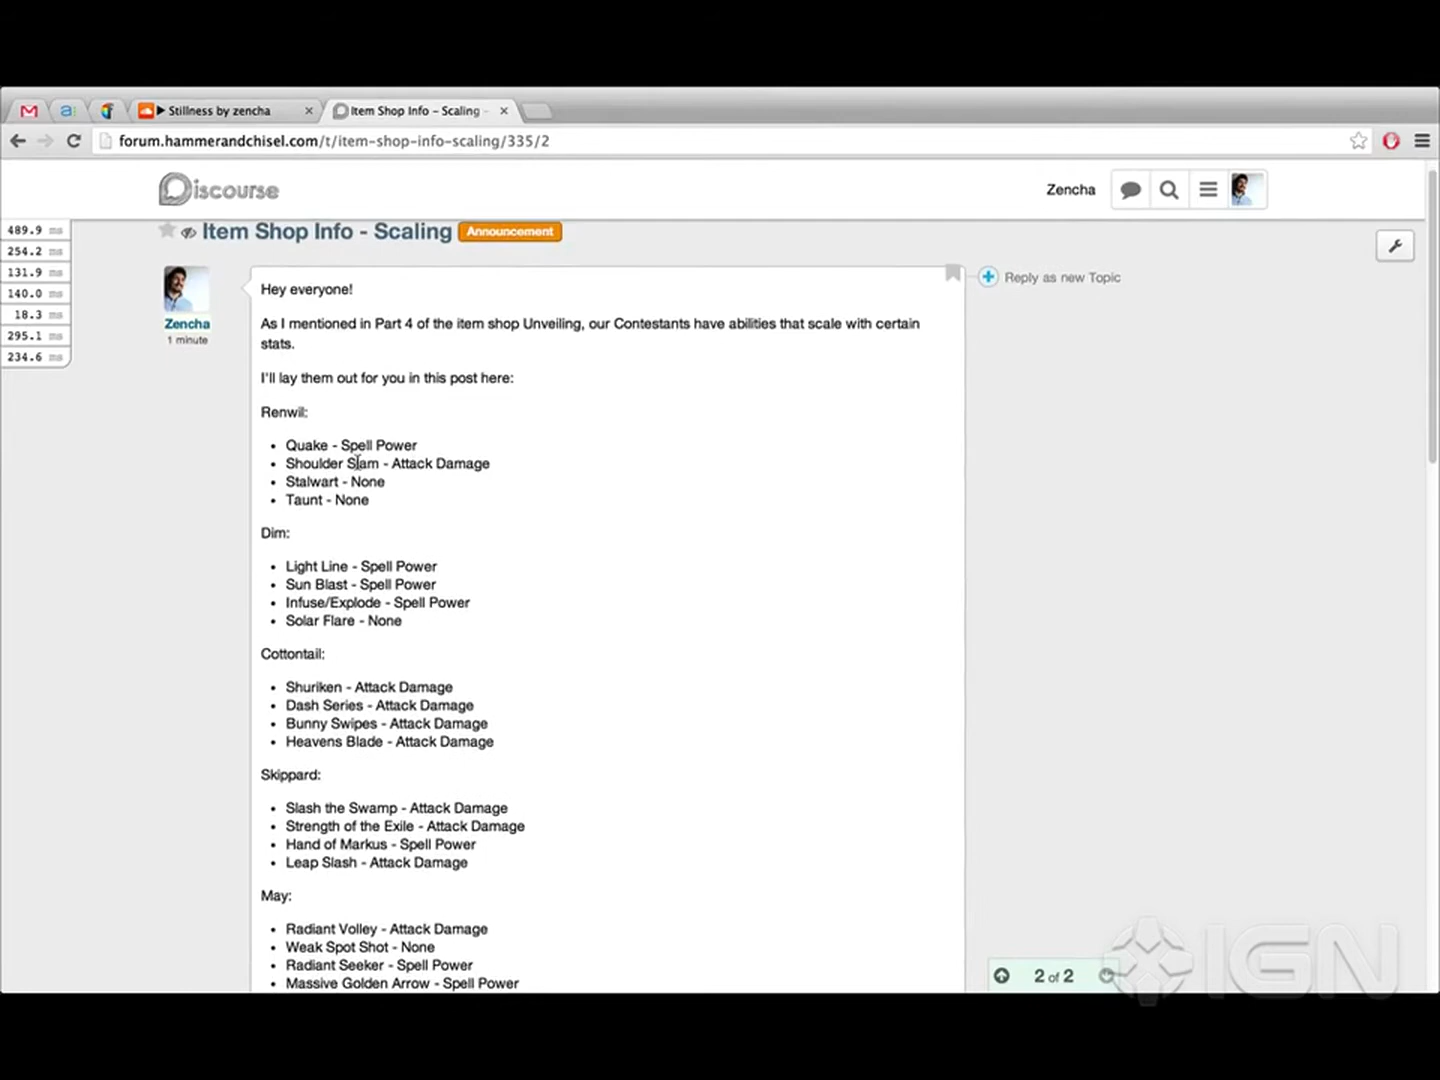 Stillness by zencha
Item Shop Info - Scaling -
forum.hammerandchisel.com/t/item-shop-info-scaling/335/2
Discourse
Zencha
489.9 ms
254.2 ms
131.9 ms
140.0 ms
18.3 ms
295.1 ms
234.6 ms
Item Shop Info - Scaling Announcement
Zencha
1 minute
Reply as new Topic
Hey everyone!
As I mentioned in Part 4 of the item shop Unveiling, our Contestants have abilities that scale with certain
stats.
I'll lay them out for you in this post here:
Renwil:
• Quake - Spell Power
• Shoulder Slam - Attack Damage
• Stalwart - None
• Taunt - None
Dim:
• Light Line - Spell Power
• Sun Blast - Spell Power
• Infuse/Explode - Spell Power
• Solar Flare - None
Cottontail:
• Shuriken - Attack Damage
• Dash Series - Attack Damage
• Bunny Swipes - Attack Damage
• Heavens Blade - Attack Damage
Skippard:
• Slash the Swamp - Attack Damage
• Strength of the Exile - Attack Damage
• Hand of Markus - Spell Power
• Leap Slash - Attack Damage
May:
• Radiant Volley - Attack Damage
• Weak Spot Shot - None
• Radiant Seeker - Spell Power
• Massive Golden Arrow - Spell Power
2 of 2
IGN